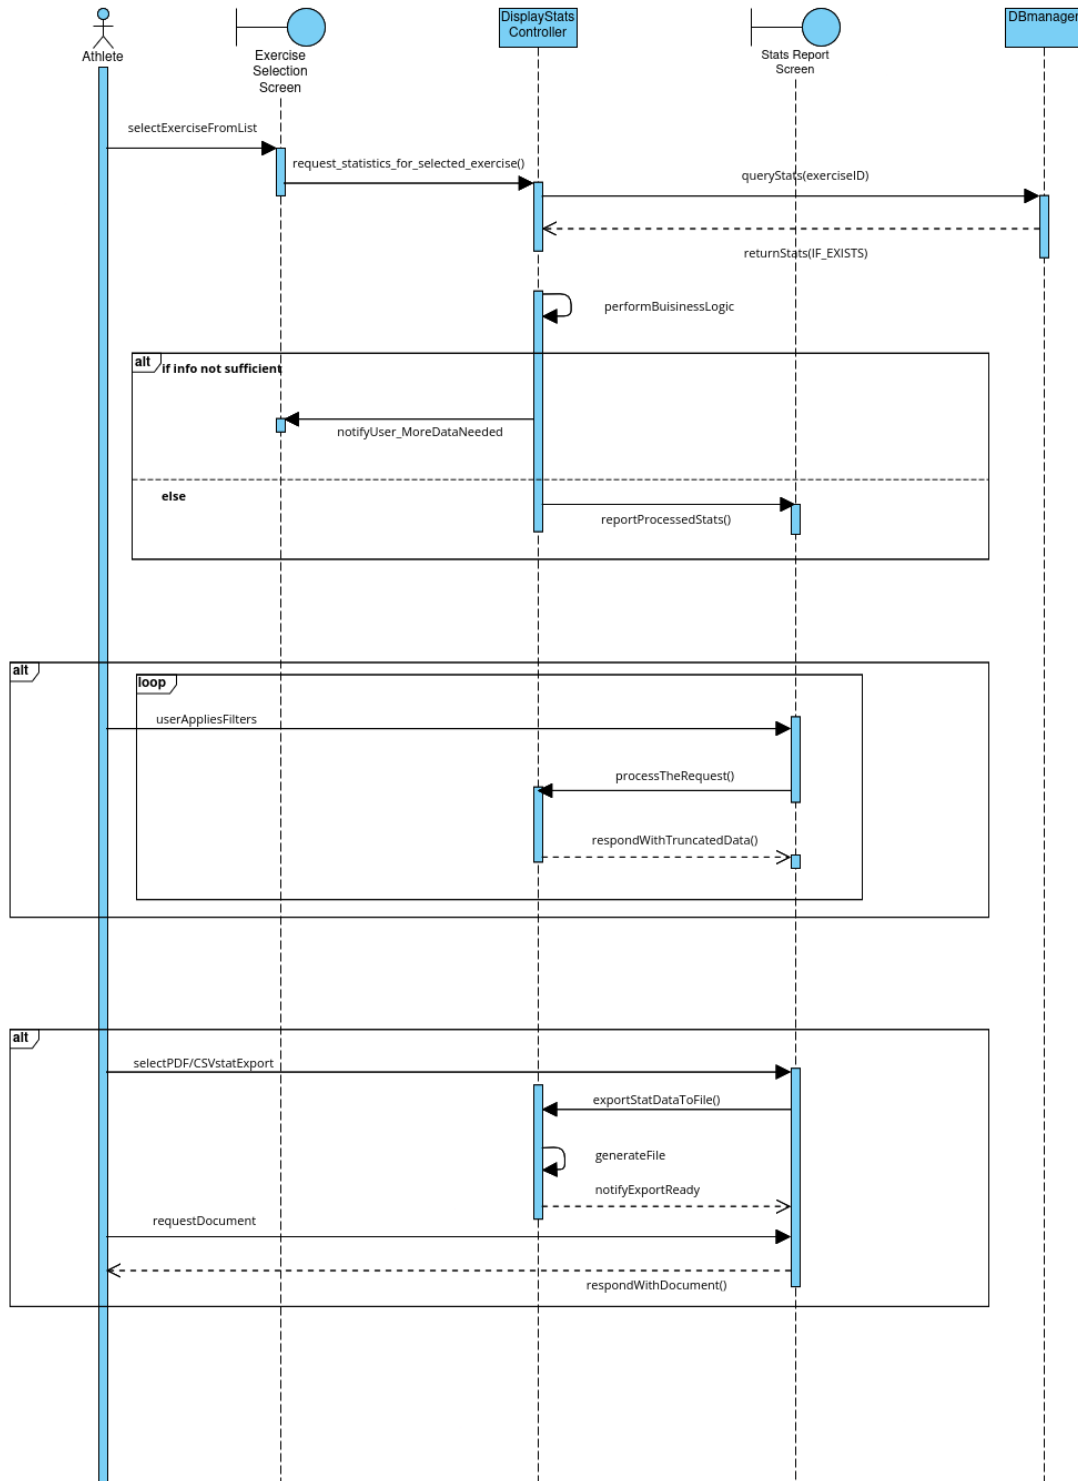 Athlete
Exercise
Selection
Screen
DisplayStats
Controller
Stats Report
Screen
DBmanager
selectExerciseFromList
request_statistics_for_selected_exercise()
queryStats(exerciseID)
returnStats(IF_EXISTS)
performBuisinessLogic
alt
if info not sufficient
notifyUser_MoreDataNeeded
else
reportProcessedStats()
alt
loop
userAppliesFilters
processTheRequest()
respondWithTruncatedData()
alt
selectPDF/CSVstatExport
exportStatDataToFile()
generateFile
notifyExportReady
requestDocument
respondWithDocument()